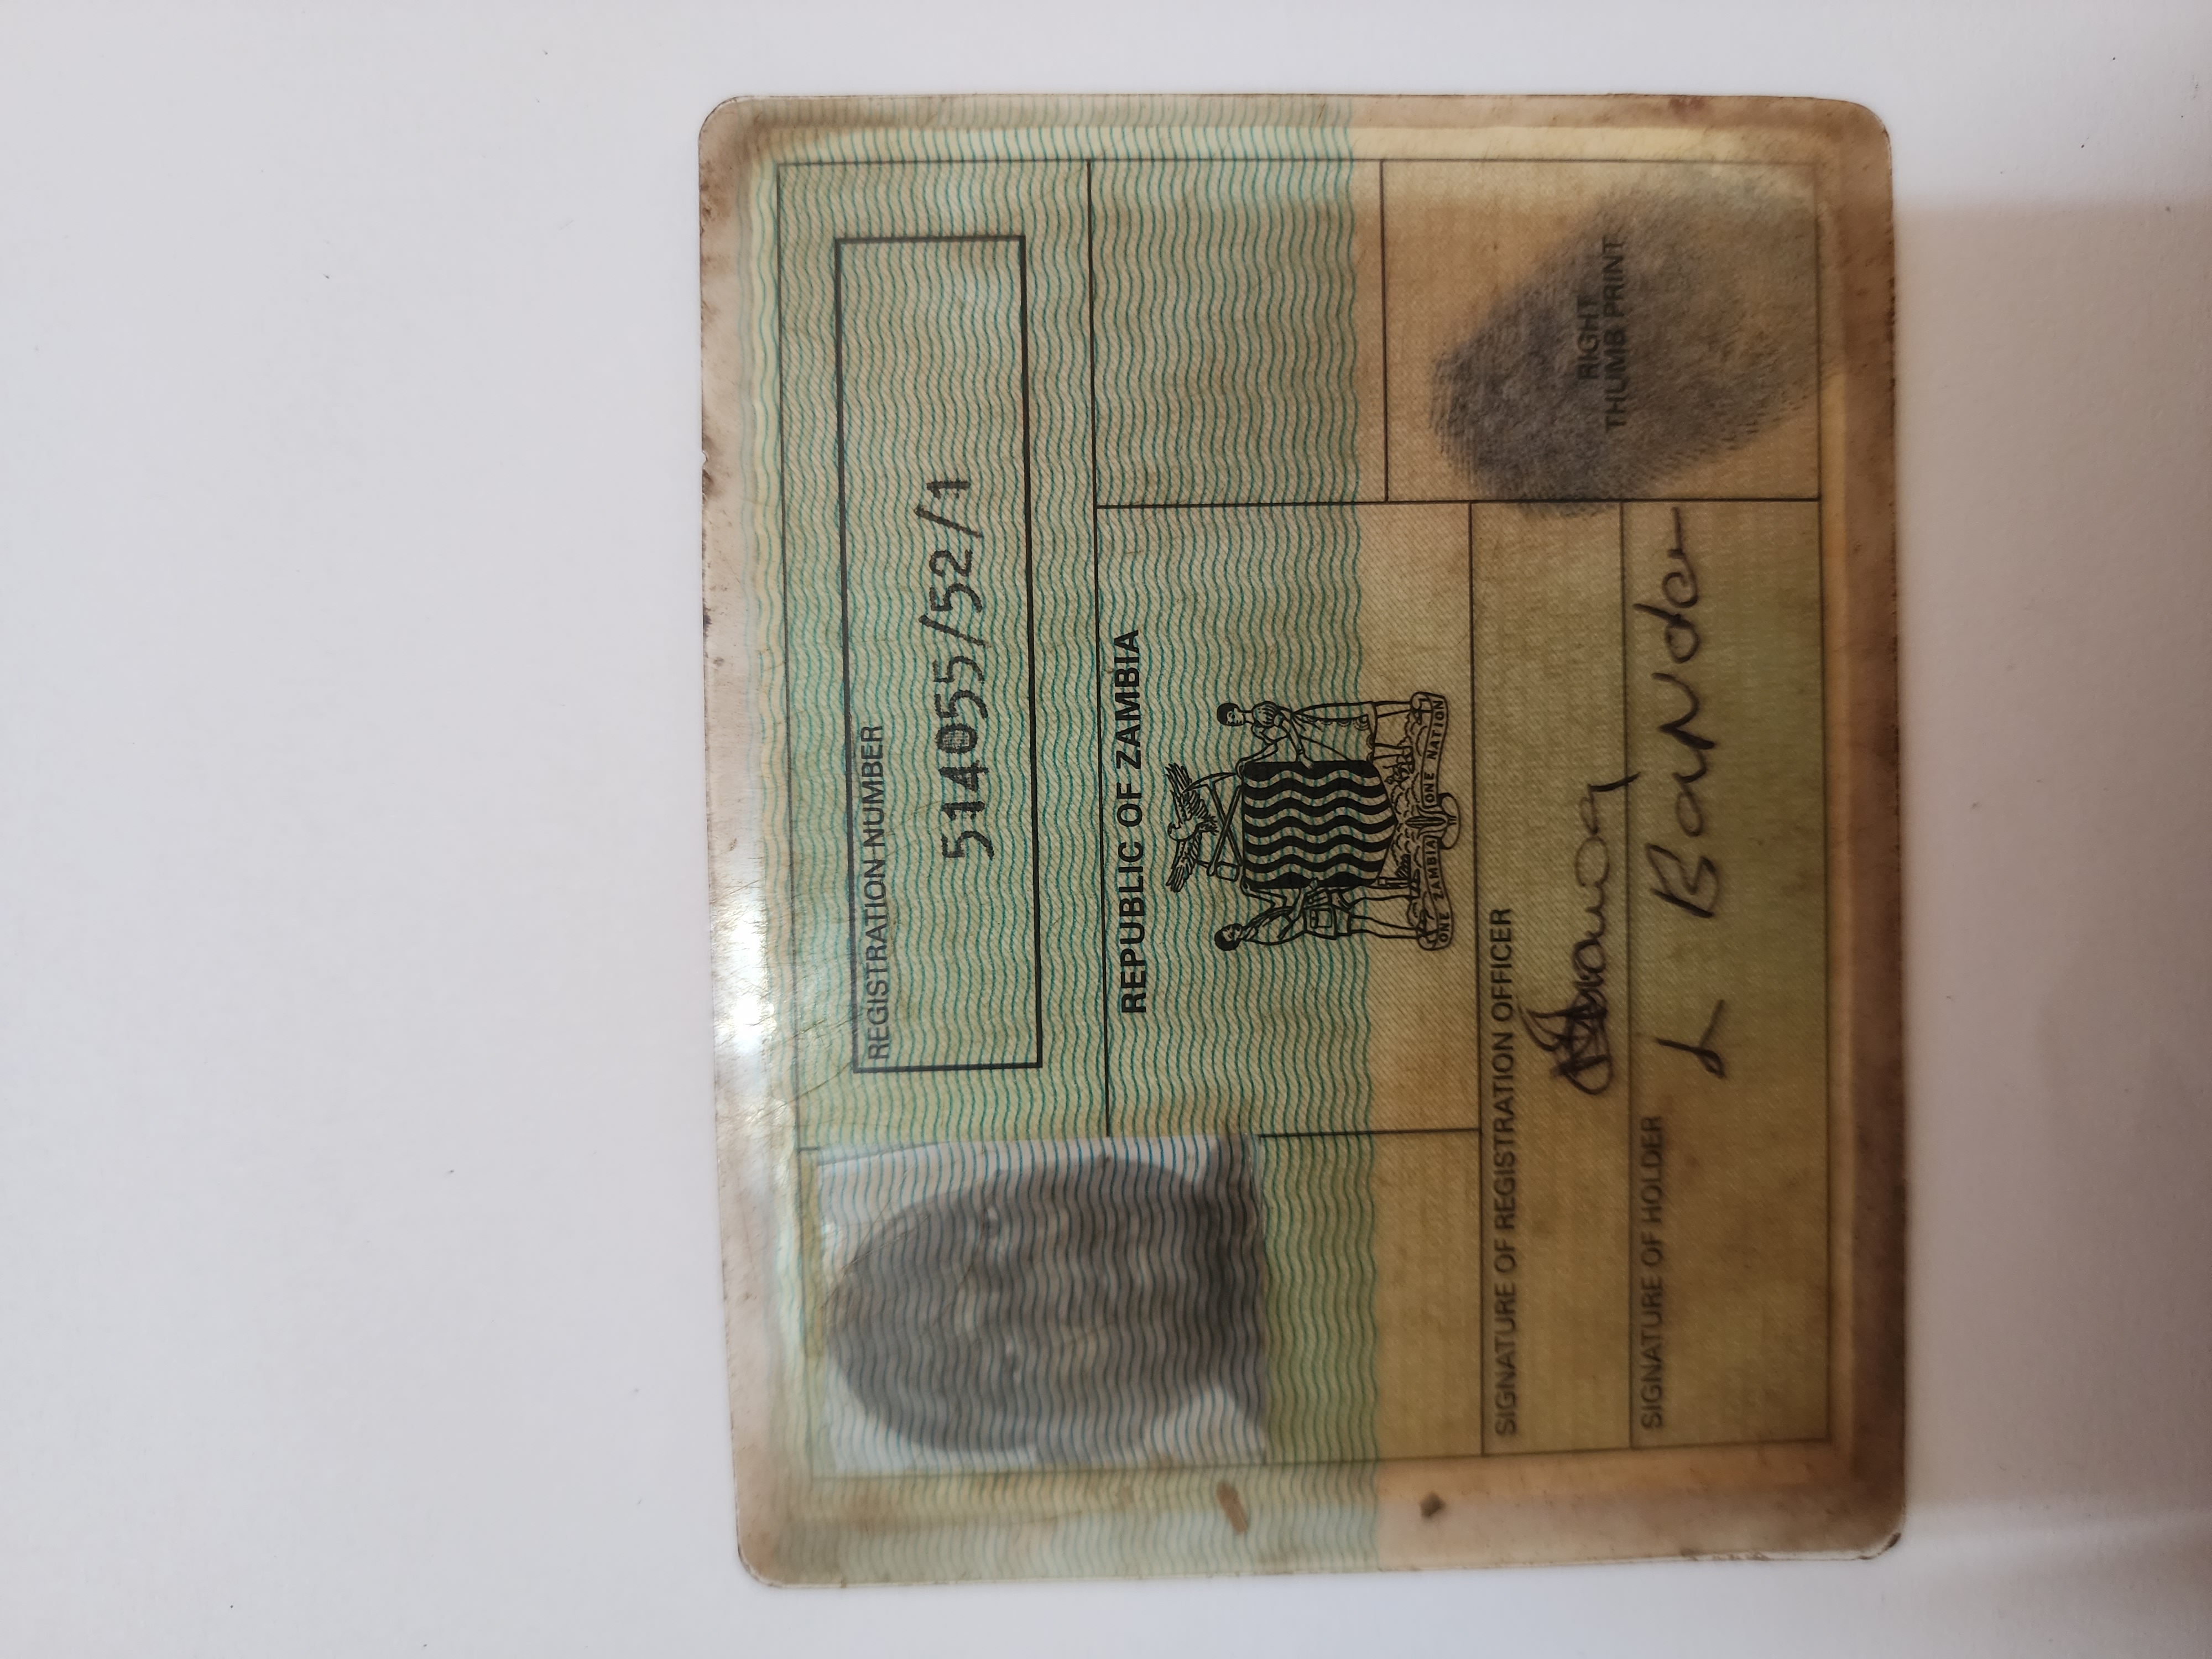 REGISTRATION NUMBER
514055/52/1
REPUBLIC OF ZAMBIA
ONE ZAMBIA ONE NATION
SIGNATURE OF REGISTRATION OFFICER
SIGNATURE OF HOLDER
L Banda
RIGHT
THUMB PRINT